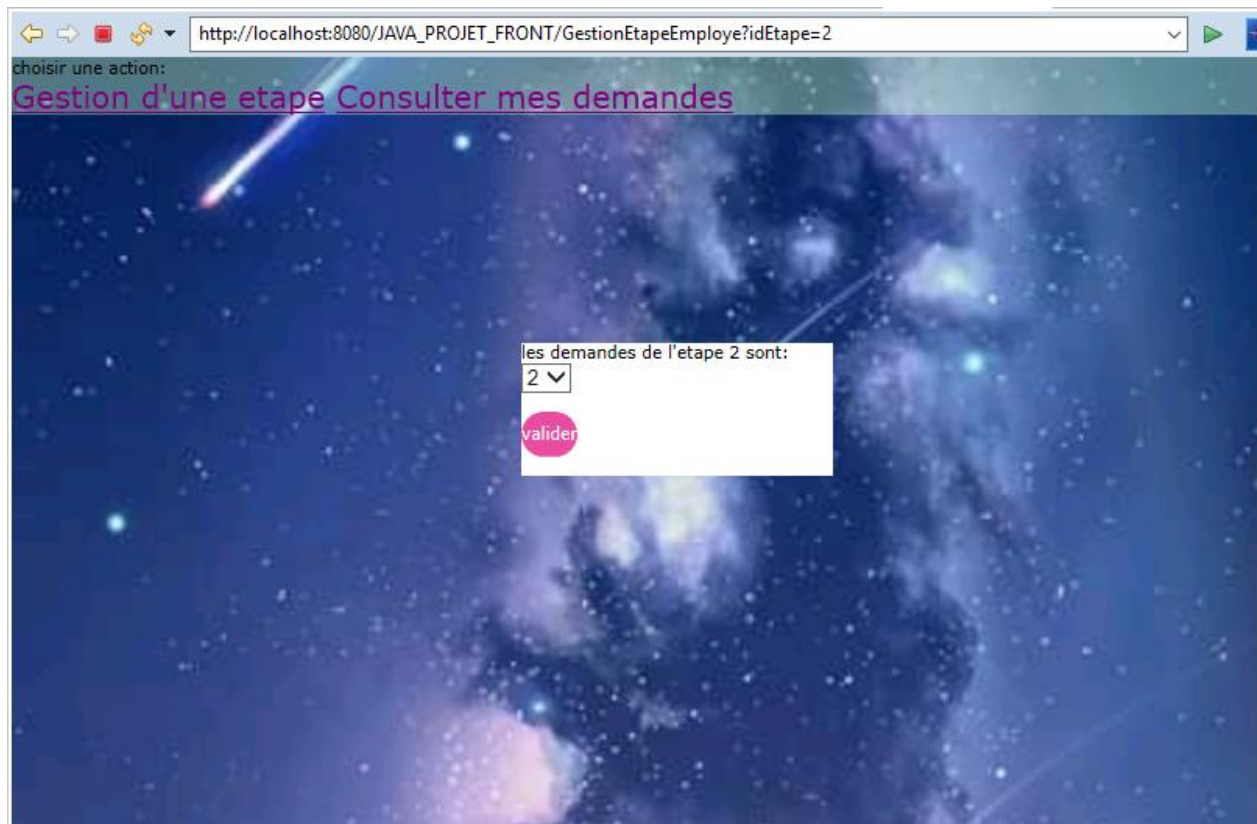 http://localhost:8080/JAVA_PROJET_FRONT/GestionEtapeEmploye?idEtape=2
choisir une action:
Gestion d'une etape Consulter mes demandes
les demandes de l'etape 2 sont:
2
valider